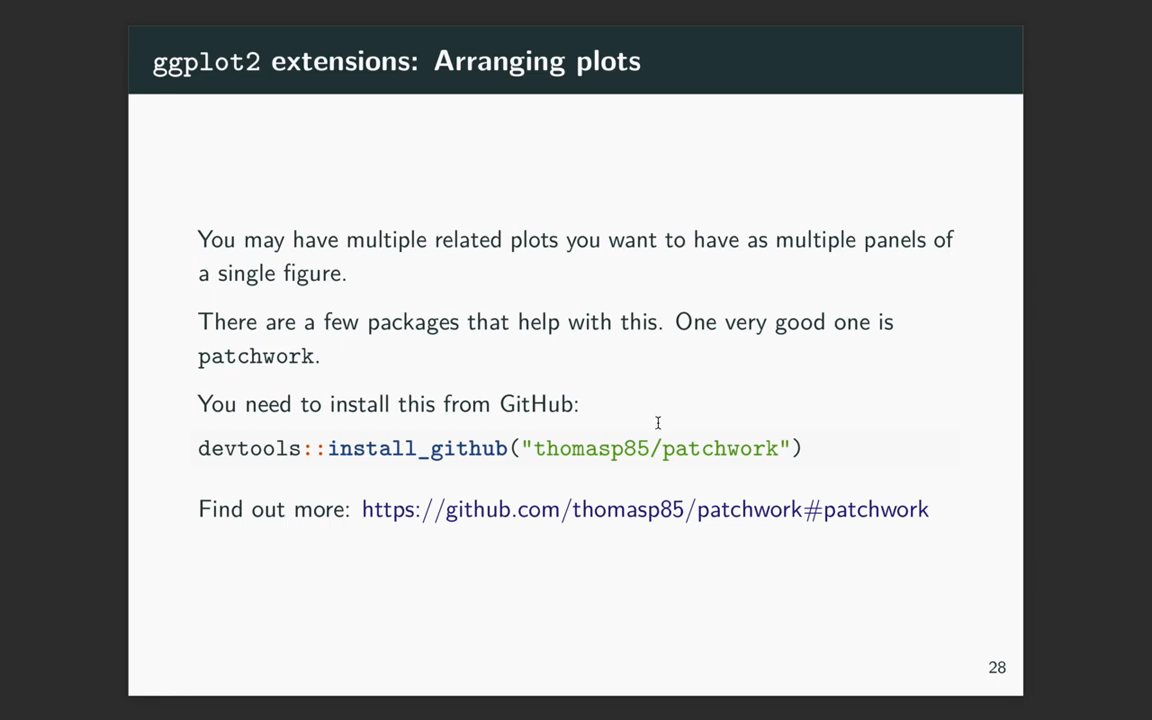 ggplot2 extensions: Arranging plots
You may have multiple related plots you want to have as multiple panels of
a single figure.
There are a few packages that help with this. One very good one is
patchwork.
You need to install this from GitHub:
devtools::install_github("thomasp85/patchwork")
Find out more: https://github.com/thomasp85/patchwork#patchwork
28